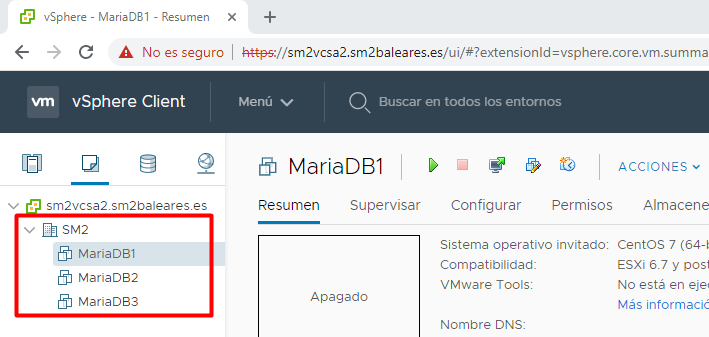 vSphere - MariaDB1 - Resumen
No es seguro https://sm2vcsa2.sm2baleares.es/ui/#?extensionId=vsphere.core.vm.summa
vm vSphere Client Menú Buscar en todos los entornos
MariaDB1 ACCIONES
sm2vcsa2.sm2baleares.es
SM2
MariaDB1
MariaDB2
MariaDB3
Resumen Supervisar Configurar Permisos Almacene
Apagado
Sistema operativo invitado: CentOS 7 (64-b
Compatibilidad: ESXi 6.7 y post
VMware Tools: No está en ejec
Más informació
Nombre DNS: